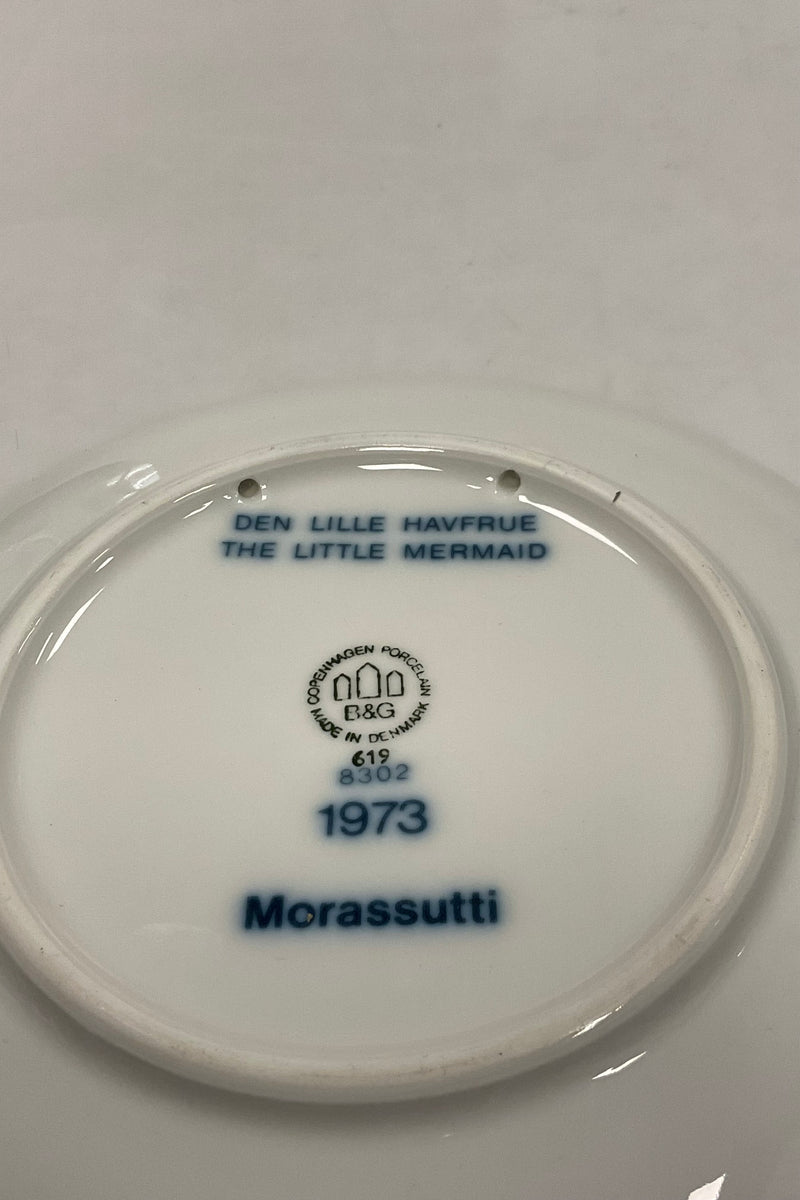 DEN LILLE HAVFRUE
THE LITTLE MERMAID
COPENHAGEN PORCELAIN
B&G
MADE IN DENMARK
619
8302
1973
Morassutti